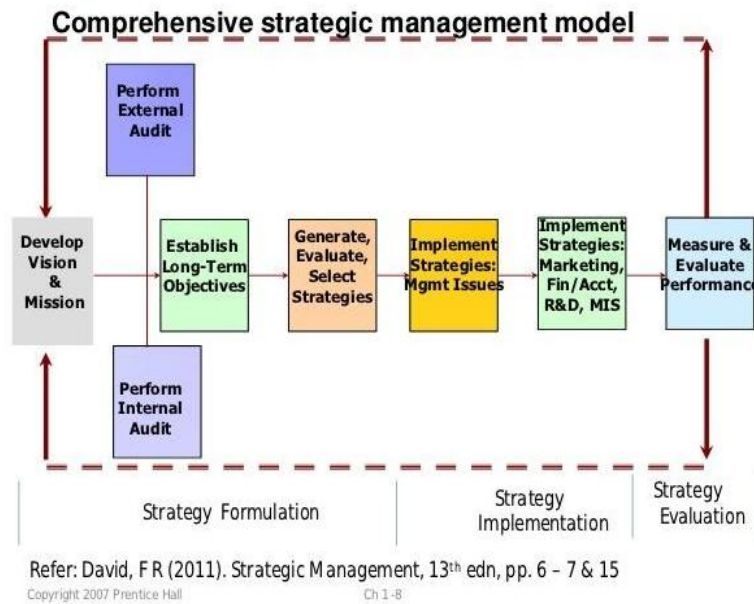 Comprehensive strategic management model
Perform
External
Audit
Develop
Vision
&
Mission
Establish
Long-Term
Objectives
Generate,
Evaluate,
Select
Strategies
Implement
Strategies:
Mgmt Issues
Implement
Strategies:
Marketing,
Fin/Acct,
R&D, MIS
Measure &
Evaluate
Performance
Perform
Internal
Audit
Strategy Formulation
Strategy
Implementation
Strategy
Evaluation
Refer: David, F R (2011). Strategic Management, 13th edn, pp. 6 – 7 & 15
Copyright 2007 Prentice Hall
Ch 1-8